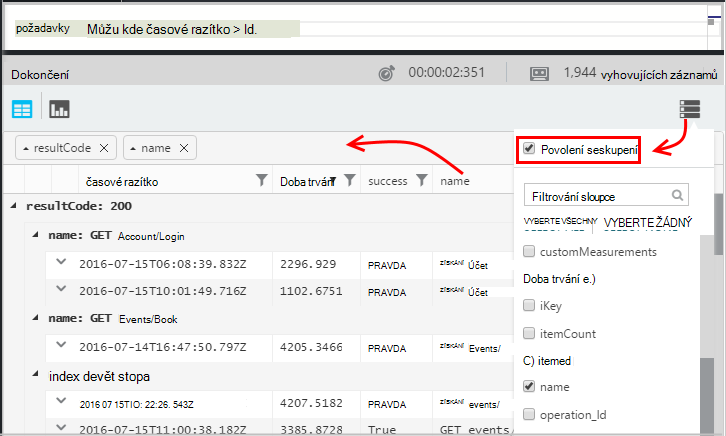 požadavky Můžu kde časové razítko > Id.
Dokončení 00:00:02:351 1,944 vyhovujících záznamů
resultCode × name ×
Povolení seskupení
časové razítko Doba trvání success name
Filtrování sloupce
resultCode: 200
VYBERTE VŠECHNY VYBERTE ŽÁDNÝ
name: GET Account/Login
customMeasurements
2016-07-15T06:08:39.832Z 2296.929 PRAVDA ZÍSKÁNÍ Účet
Doba trvání e.)
2016-07-15T10:01:49.716Z 1102.6751 PRAVDA ZÍSKÁNÍ Účet
iKey
name: GET Events/Book
itemCount
2016-07-14T16:47:50.797Z 4205.3466 PRAVDA ZÍSKÁNÍ Events/
C) itemed
index devět stopa
name
2016 07 15TIO: 22:26. 543Z 4207.5182 PRAVDA ZÍSKÁNÍ events/
operation_Id
2016-07-15T11:00:38.182Z 3385.8728 True GET events/